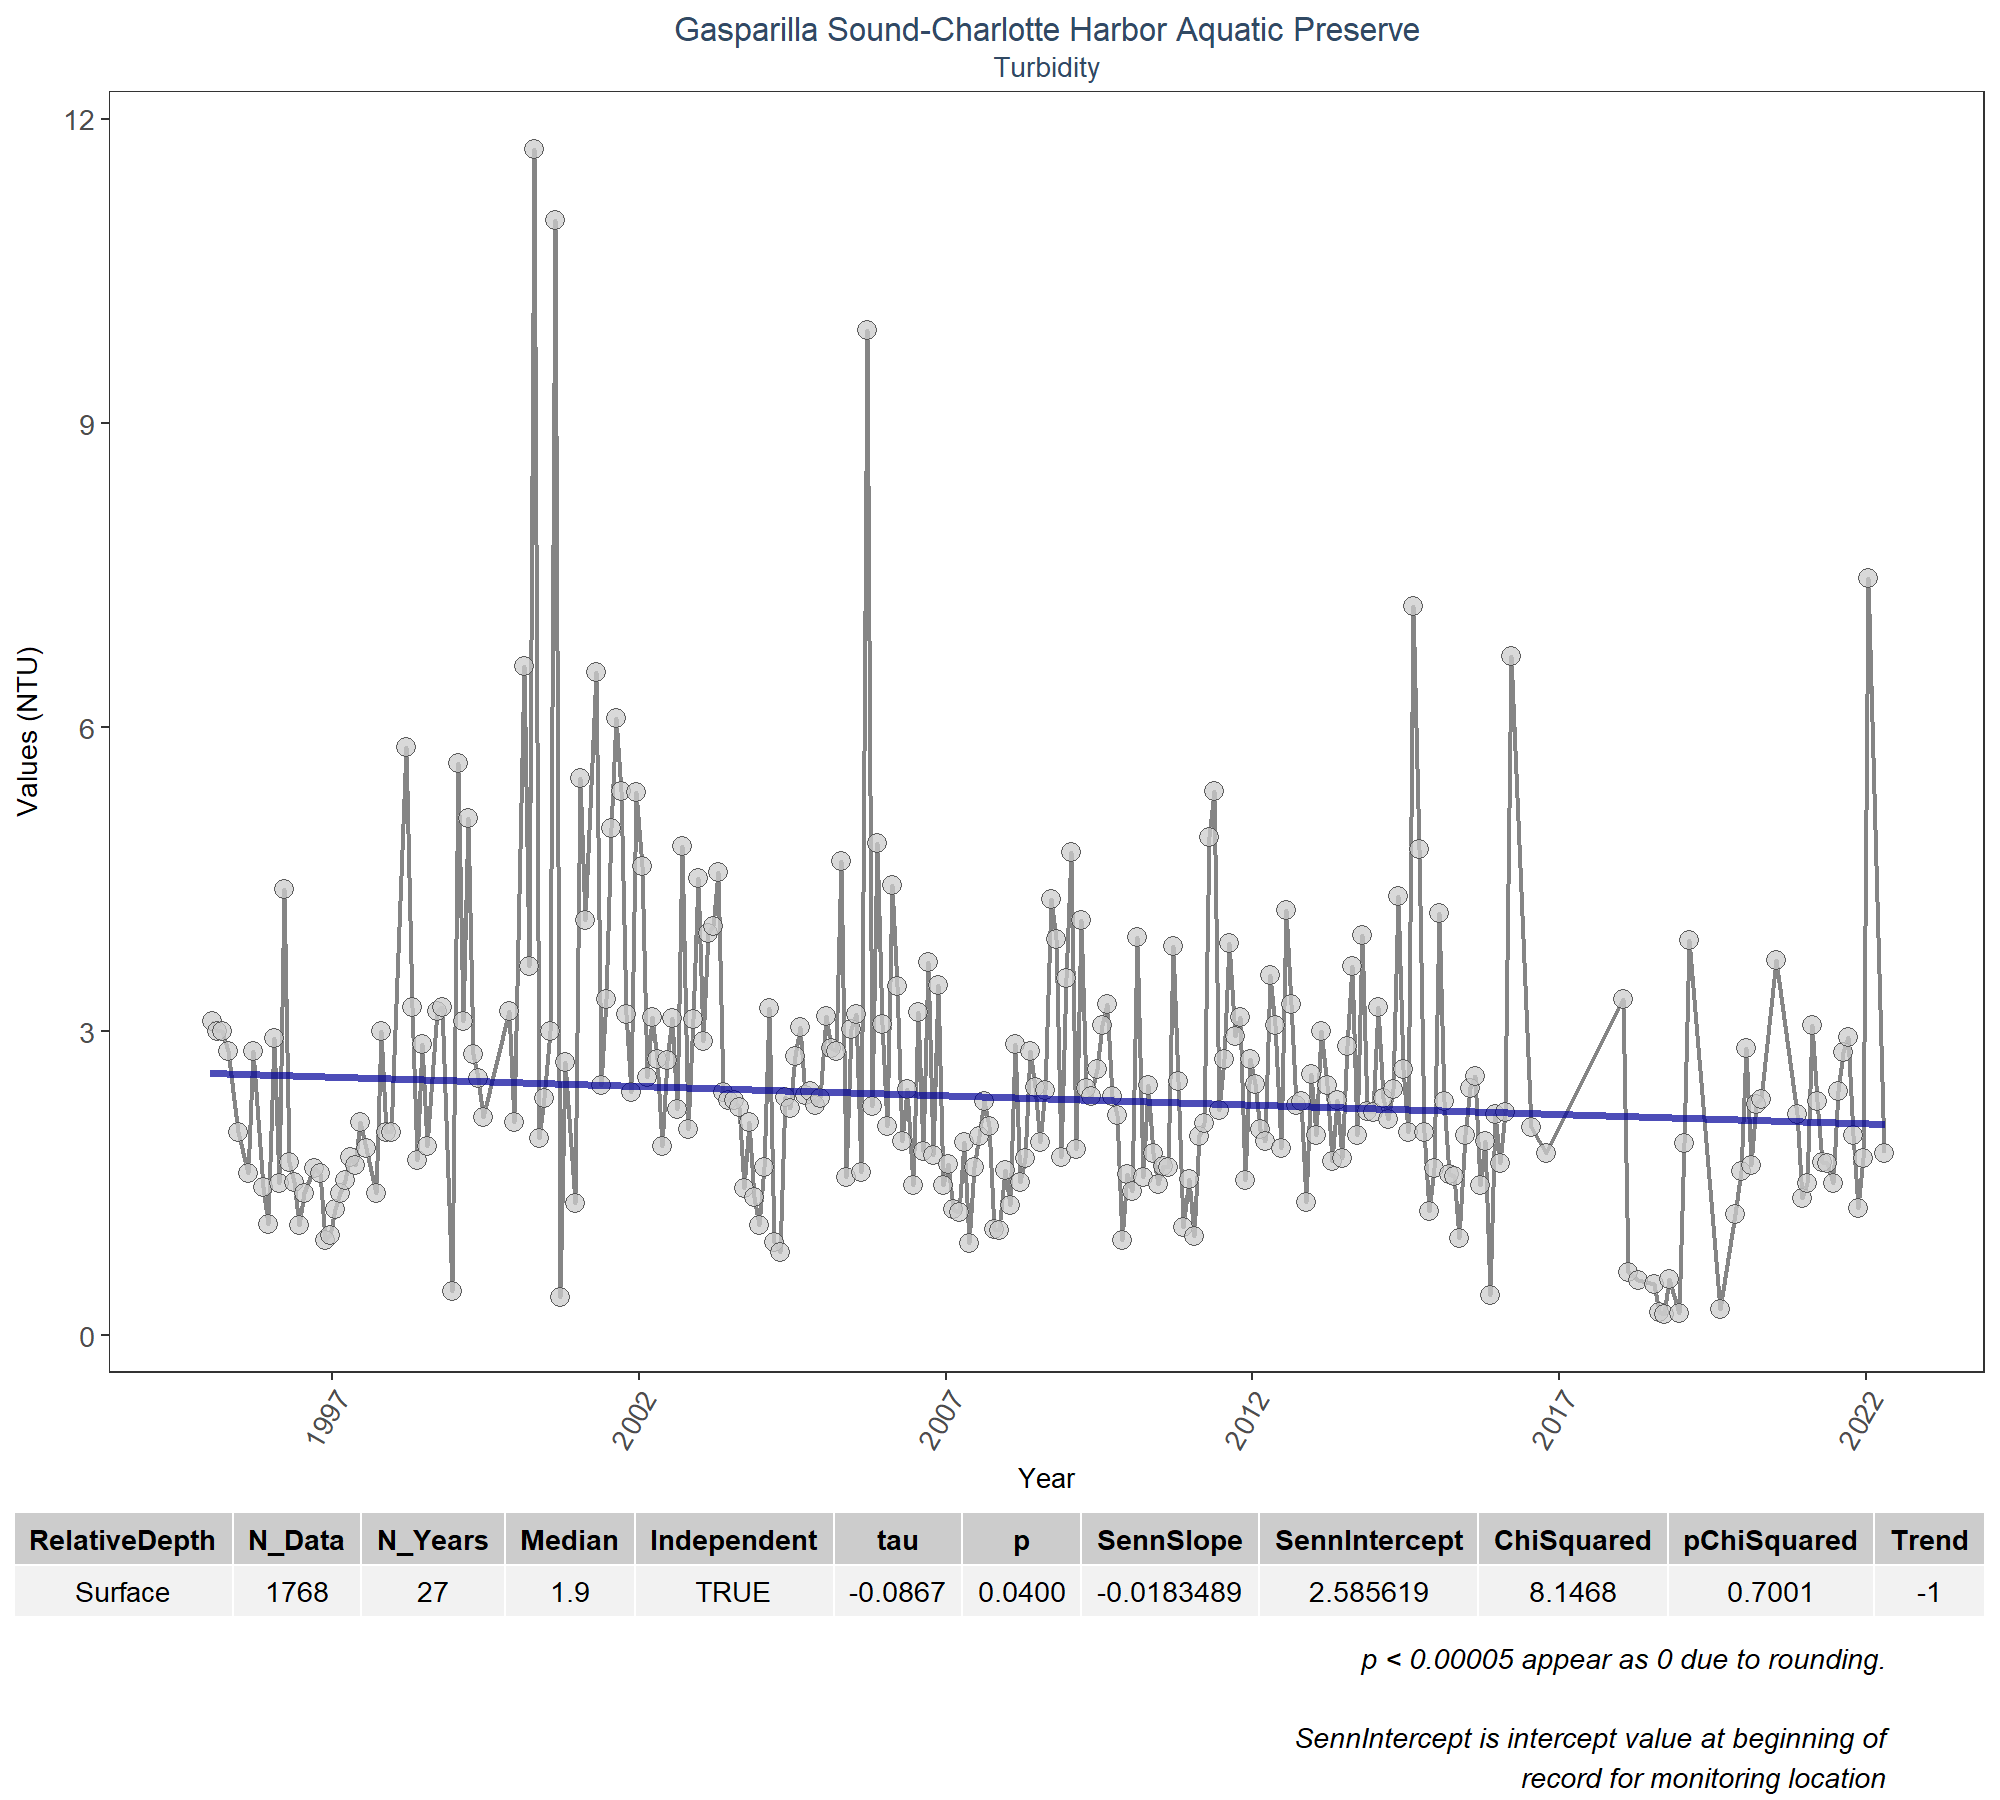 Gasparilla Sound-Charlotte Harbor Aquatic Preserve
Turbidity
12
9
6
3
0
Values (NTU)
1997
2002
2007
2012
2017
2022
Year
RelativeDepth N_Data N_Years Median Independent tau p SennSlope SennIntercept ChiSquared pChiSquared Trend
Surface 1768 27 1.9 TRUE -0.0867 0.0400 -0.0183489 2.585619 8.1468 0.7001 -1
p < 0.00005 appear as 0 due to rounding.
SennIntercept is intercept value at beginning of
record for monitoring location